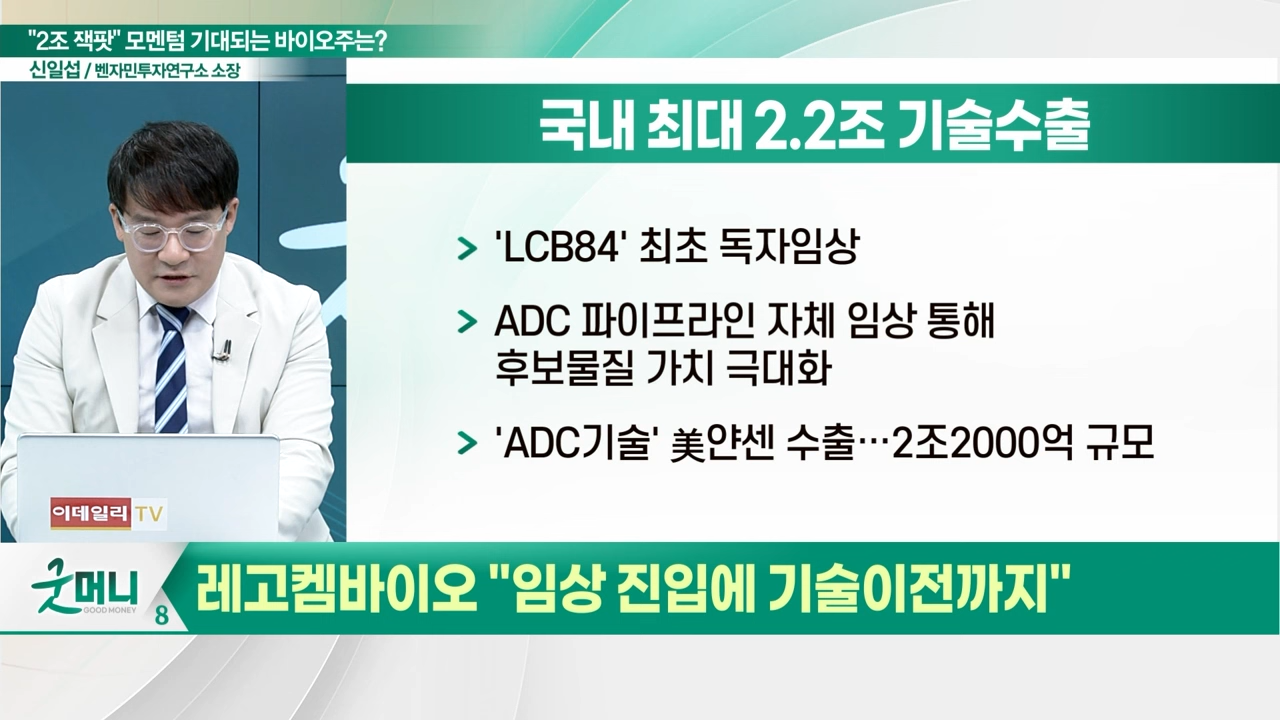 "2조 잭팟" 모멘텀 기대되는 바이오주는?
신일섭 / 벤자민투자연구소 소장
국내 최대 2.2조 기술수출
> 'LCB84' 최초 독자임상
> ADC 파이프라인 자체 임상 통해
후보물질 가치 극대화
> 'ADC기술' 美얀센 수출…2조2000억 규모
이데일리 TV
굿머니
GOOD MONEY
8
레고켐바이오 "임상 진입에 기술이전까지"